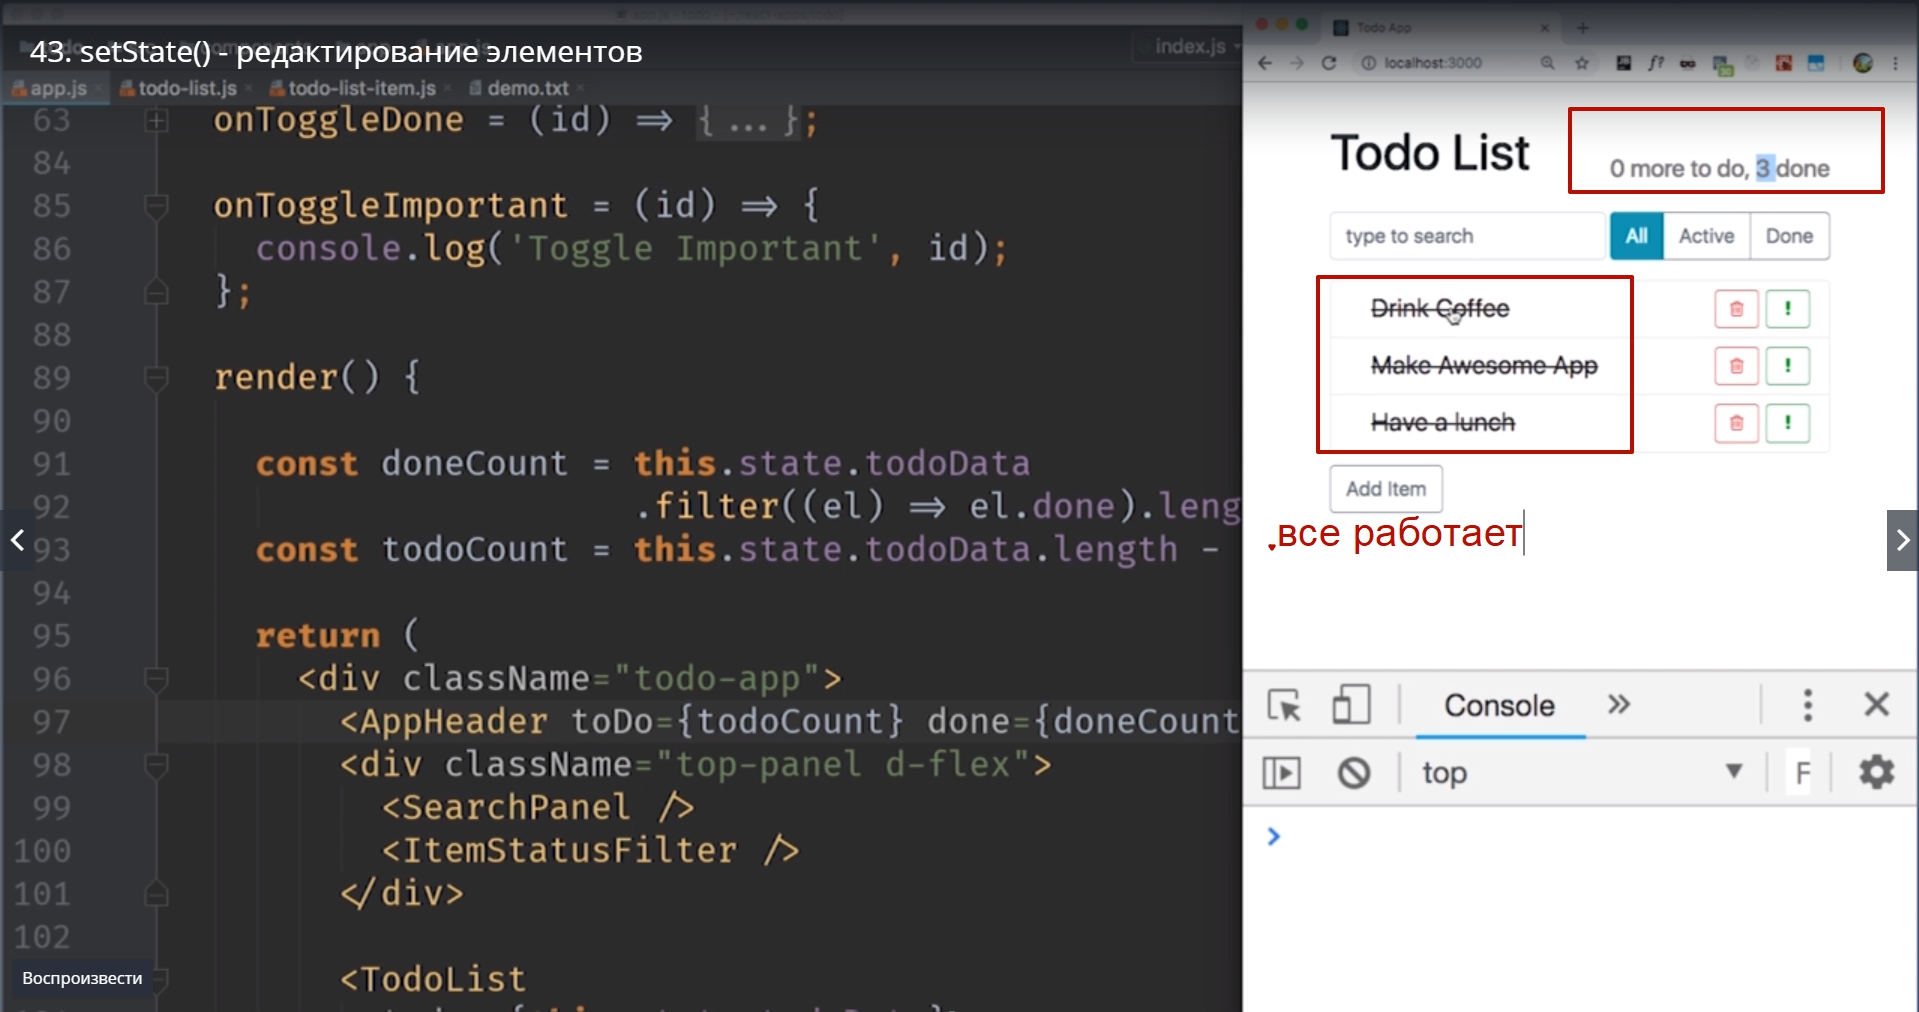 43. setState() - редактирование элементов
index.js
app.js
todo-list.js
todo-list-item.js
demo.txt
63 onToggleDone = (id) ⇒ {...};
84
85 onToggleImportant = (id) ⇒ {
86 console.log('Toggle Important', id);
87 };
88
89 render() {
90
91 const doneCount = this.state.todoData
92 .filter((el) ⇒ el.done).leng
93 const todoCount = this.state.todoData.length -
94
95 return (
96 <div className="todo-app">
97 <AppHeader toDo={todoCount} done={doneCount
98 <div className="top-panel d-flex">
99 <SearchPanel />
100 <ItemStatusFilter />
101 </div>
102
<TodoList
Воспроизвести
Todo App
localhost:3000
f?
Todo List
0 more to do, 3 done
type to search
All
Active
Done
Drink Coffee
!
Make Awesome App
!
Have a lunch
!
Add Item
все работает
Console
top
F